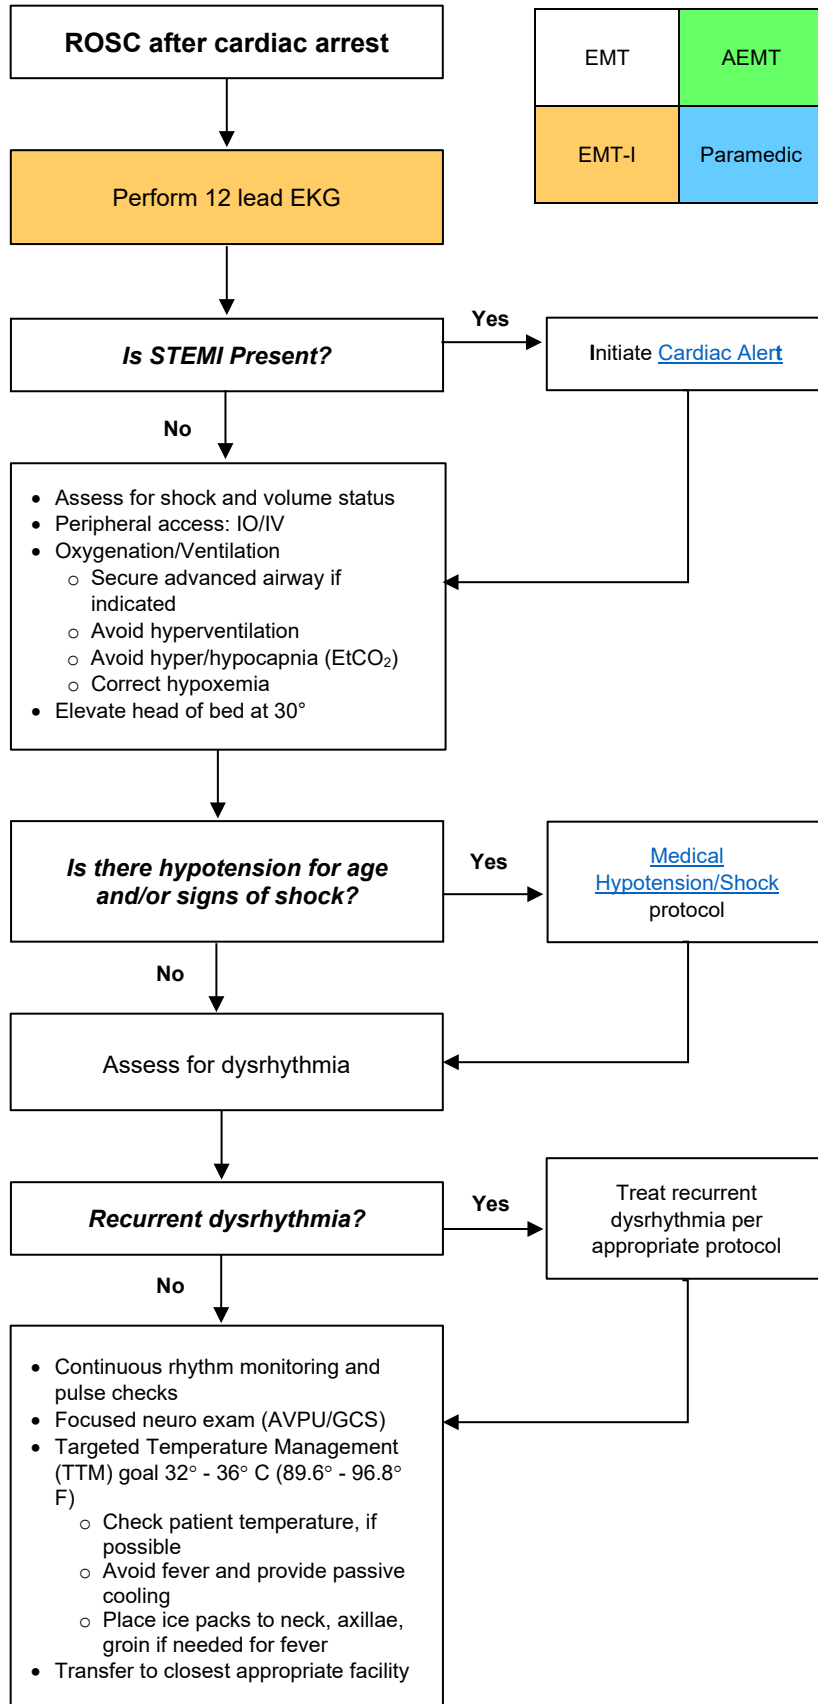 ROSC after cardiac arrest
EMT
AEMT
EMT-I
Paramedic
Perform 12 lead EKG
Is STEMI Present?
Yes
Initiate Cardiac Alert
No
• Assess for shock and volume status
• Peripheral access: IO/IV
• Oxygenation/Ventilation
o Secure advanced airway if
indicated
o Avoid hyperventilation
o Avoid hyper/hypocapnia (EtCO₂)
o Correct hypoxemia
• Elevate head of bed at 30°
Is there hypotension for age
and/or signs of shock?
Yes
Medical
Hypotension/Shock
protocol
No
Assess for dysrhythmia
Recurrent dysrhythmia?
Yes
Treat recurrent
dysrhythmia per
appropriate protocol
No
• Continuous rhythm monitoring and
pulse checks
• Focused neuro exam (AVPU/GCS)
• Targeted Temperature Management
(TTM) goal 32° - 36° C (89.6° - 96.8°
F)
o Check patient temperature, if
possible
o Avoid fever and provide passive
cooling
o Place ice packs to neck, axillae,
groin if needed for fever
• Transfer to closest appropriate facility